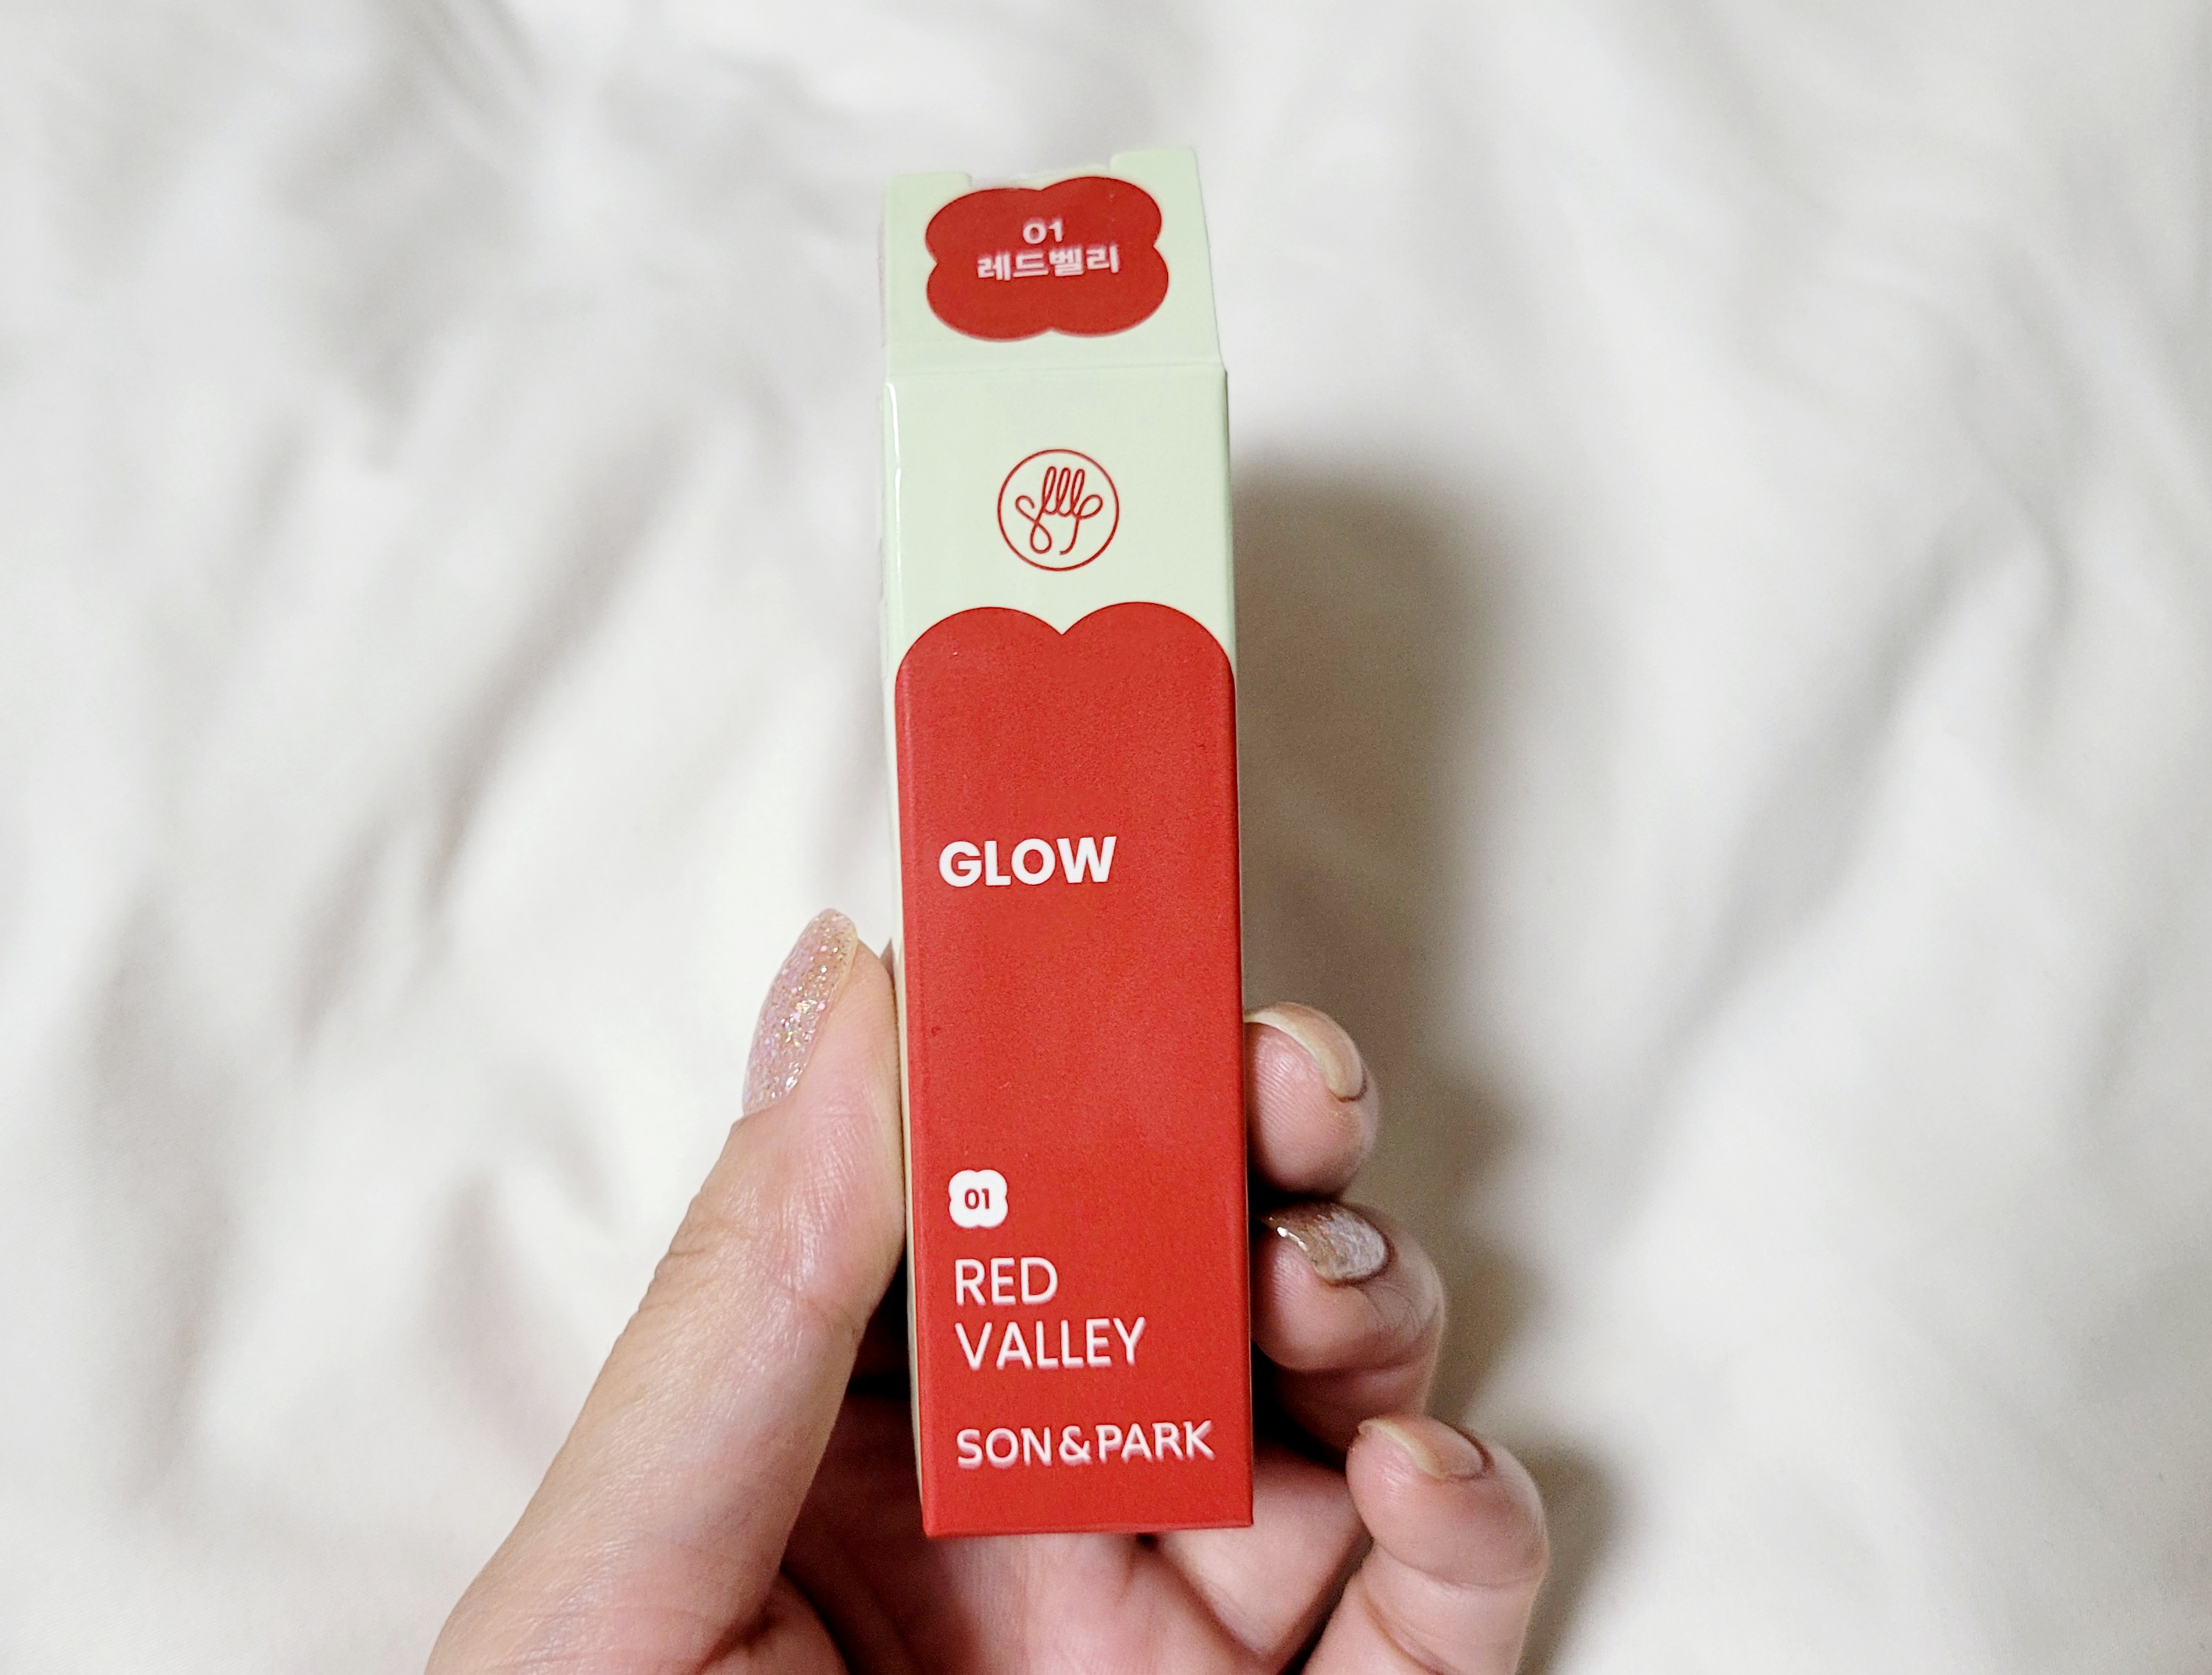 01
레드벨리
GLOW
01
RED
VALLEY
SON&PARK